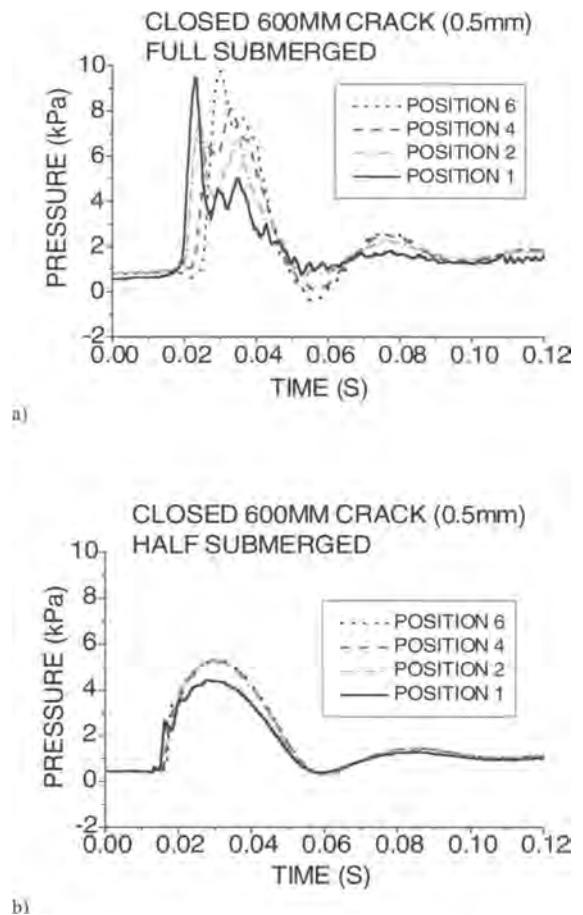 CLOSED 600MM CRACK (0.5mm)
FULL SUBMERGED
10
8
6
4
2
0
-2
PRESSURE (kPa)
POSITION 6
POSITION 4
POSITION 2
POSITION 1
0.00 0.02 0.04 0.06 0.08 0.10 0.12
TIME (S)
a)
CLOSED 600MM CRACK (0.5mm)
HALF SUBMERGED
10
8
6
4
2
0
-2
PRESSURE (kPa)
POSITION 6
POSITION 4
POSITION 2
POSITION 1
0.00 0.02 0.04 0.06 0.08 0.10 0.12
TIME (S)
b)